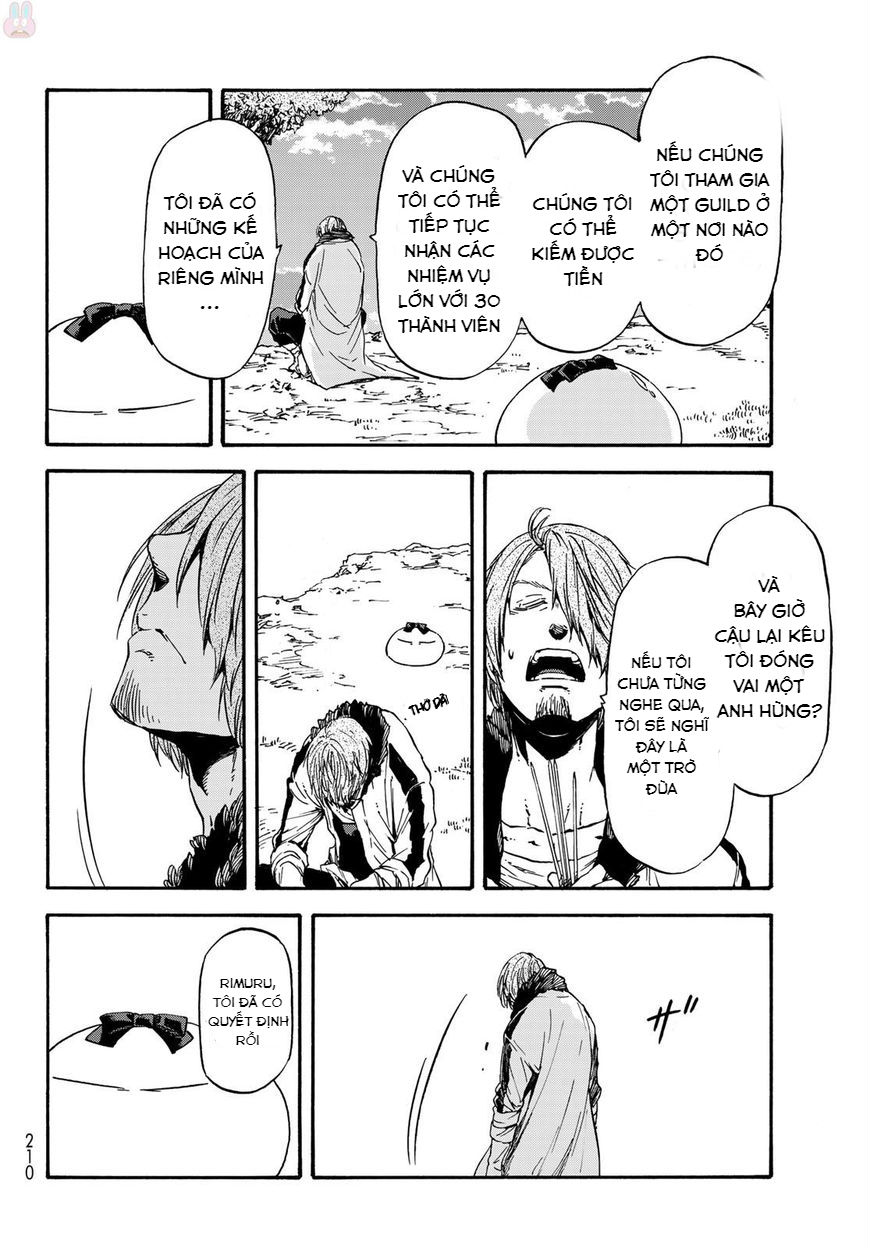 NẾU CHÚNG
TÔI THAM GIA
MỘT GUILD Ở
MỘT NƠI NÀO
ĐÓ
CHÚNG TÔI
CÓ THỂ
KIẾM ĐƯỢC
TIỀN
VÀ CHÚNG
TÔI CÓ THỂ
TIẾP TỤC
NHẬN CÁC
NHIỆM VỤ
LỚN VỚI 30
THÀNH VIÊN
TÔI ĐÃ CÓ
NHỮNG KẾ
HOẠCH CỦA
RIÊNG MÌNH
...
VÀ
BÂY GIỜ
CẬU LẠI KÊU
TÔI ĐÓNG
VAI MỘT
ANH HÙNG?
NẾU TÔI
CHƯA TỪNG
NGHE QUA,
TÔI SẼ NGHĨ
ĐÂY LÀ
MỘT TRÒ
ĐÙA
THỞ DÀI
ザッ
RIMURU,
TÔI ĐÃ CÓ
QUYẾT ĐỊNH
RỒI
210